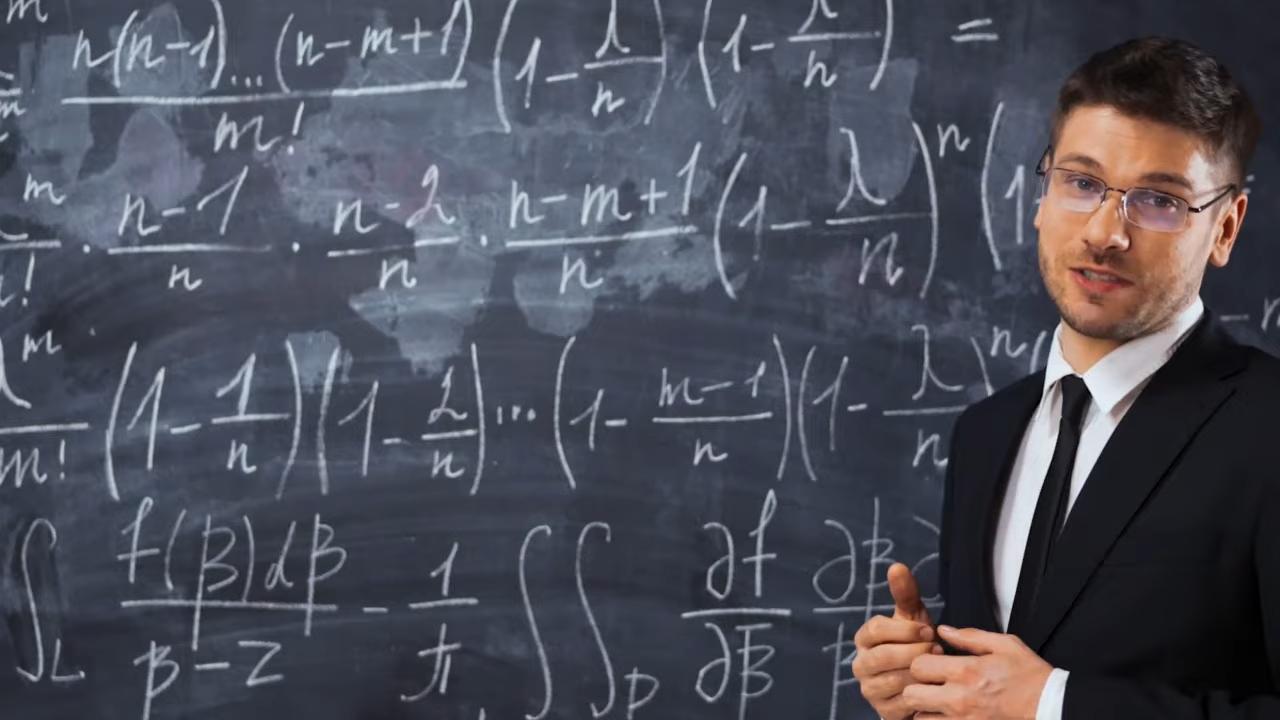 n(n-1)...(n-m+1)/m! (1-λ/n) (1-λ/n) =
m/! · n-1/n · n-2/n · n-m+1/n (1-λ/n)^n (1
λ^m/m! (1-1/n)(1-2/n)...(1- m-1/n)(1-λ/n)^n (
∫_L f(β)dβ/β-z - 1/π ∫∫_D ∂f/∂β̅ ∂β